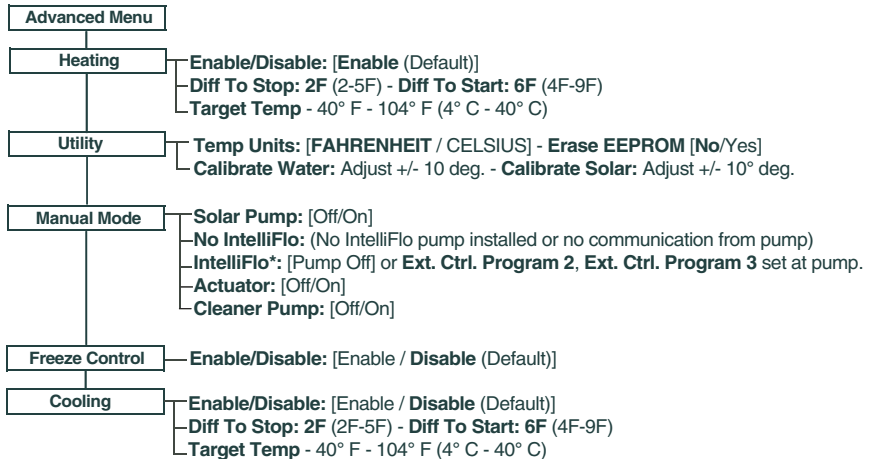 Advanced Menu
Heating
Enable/Disable: [Enable (Default)]
Diff To Stop: 2F (2-5F) - Diff To Start: 6F (4F-9F)
Target Temp - 40° F - 104° F (4° C - 40° C)
Utility
Temp Units: [FAHRENHEIT / CELSIUS] - Erase EEPROM [No/Yes]
Calibrate Water: Adjust +/- 10 deg. - Calibrate Solar: Adjust +/- 10° deg.
Manual Mode
Solar Pump: [Off/On]
No IntelliFlo: (No IntelliFlo pump installed or no communication from pump)
IntelliFlo*: [Pump Off] or Ext. Ctrl. Program 2, Ext. Ctrl. Program 3 set at pump.
Actuator: [Off/On]
Cleaner Pump: [Off/On]
Freeze Control
Enable/Disable: [Enable / Disable (Default)]
Cooling
Enable/Disable: [Enable / Disable (Default)]
Diff To Stop: 2F (2F-5F) - Diff To Start: 6F (4F-9F)
Target Temp - 40° F - 104° F (4° C - 40° C)